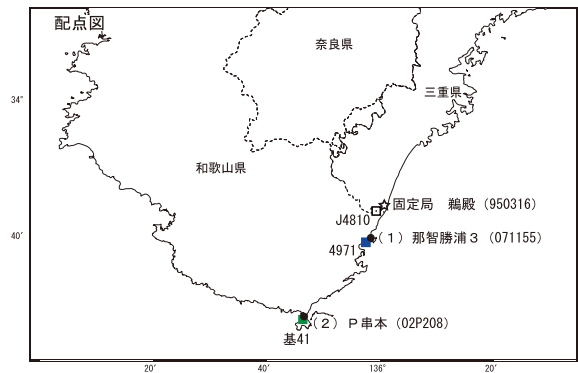 配点図
奈良県
34°
三重県
和歌山県
固定局 鵜殿（950316）
J4810
40′
（１）那智勝浦３（071155）
4971
（２）Ｐ串本（02P208）
基41
20′ 40′ 136° 20′